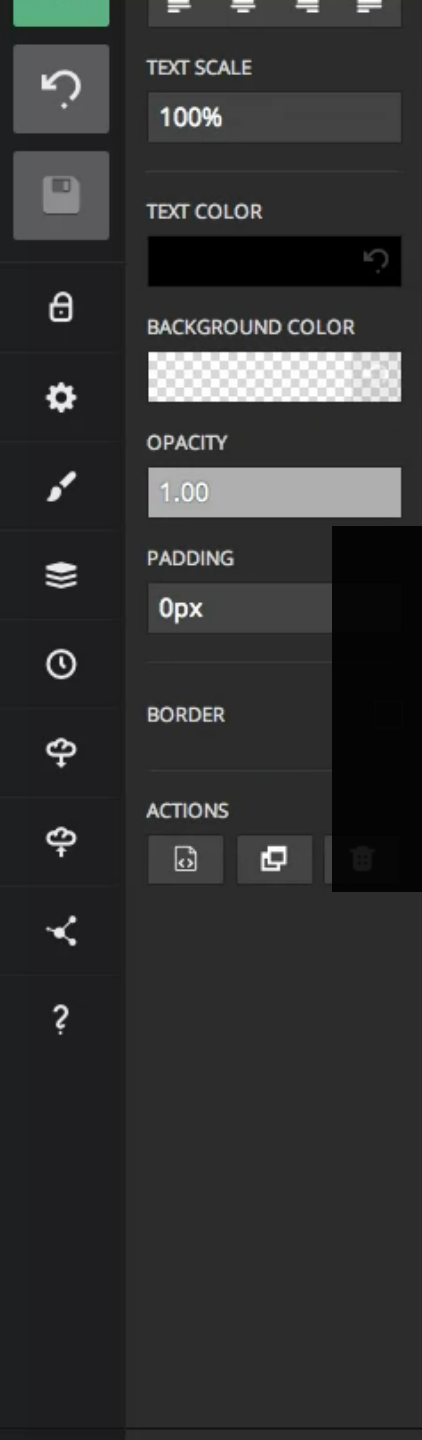 TEXT SCALE
100%
TEXT COLOR
BACKGROUND COLOR
OPACITY
1.00
PADDING
0px
BORDER
ACTIONS
?